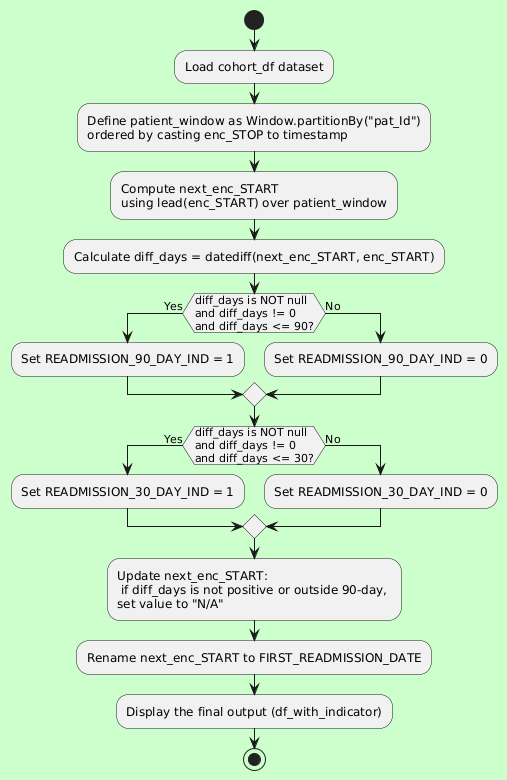 Load cohort_df dataset
Define patient_window as Window.partitionBy("pat_Id")
ordered by casting enc_STOP to timestamp
Compute next_enc_START
using lead(enc_START) over patient_window
Calculate diff_days = datediff(next_enc_START, enc_START)
Yes
diff_days is NOT null
and diff_days != 0
and diff_days <= 90?
No
Set READMISSION_90_DAY_IND = 1
Set READMISSION_90_DAY_IND = 0
Yes
diff_days is NOT null
and diff_days != 0
and diff_days <= 30?
No
Set READMISSION_30_DAY_IND = 1
Set READMISSION_30_DAY_IND = 0
Update next_enc_START:
if diff_days is not positive or outside 90-day,
set value to "N/A"
Rename next_enc_START to FIRST_READMISSION_DATE
Display the final output (df_with_indicator)